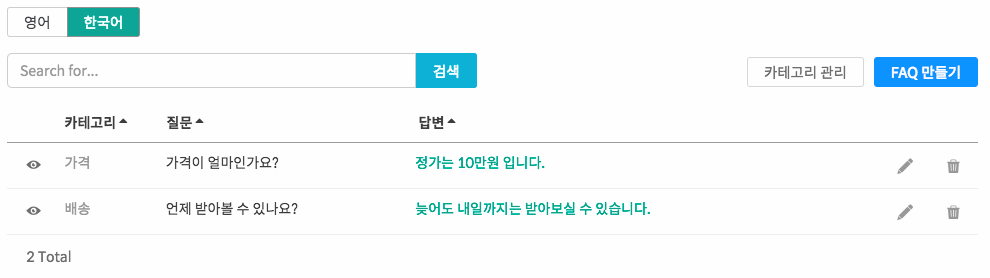 영어 한국어
Search for... 검색 카테고리 관리 FAQ 만들기
카테고리 질문 답변
가격 가격이 얼마인가요? 정가는 10만원 입니다.
배송 언제 받아볼 수 있나요? 늦어도 내일까지는 받아보실 수 있습니다.
2 Total